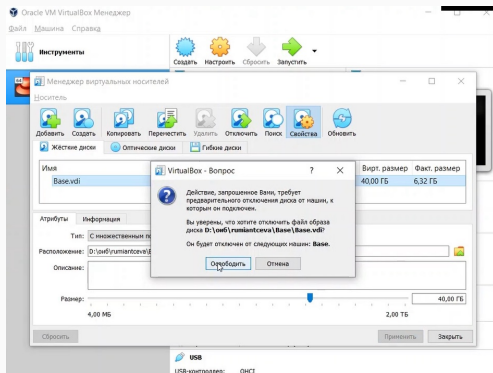 Oracle VM VirtualBox Менеджер
Файл Машина Справка
Инструменты
Создать Настроить Сбросить Запустить
Менеджер виртуальных носителей
Носитель
Добавить Создать Копировать Переместить Удалить Отключить Поиск Свойства Обновить
Жёсткие диски Оптические диски Гибкие диски
Имя Вирт. размер Факт. размер
Base.vdi 40,00 ГБ 6,32 ГБ
VirtualBox - Вопрос ? ×
Действие, запрошенное Вами, требует
предварительного отключения диска от машин, к
которым он подключен.
Вы уверены, что хотите отключить файл образа
диска D:\оиб\rumiantceva\Base\Base.vdi?
Он будет отключен от следующих машин: Base.
Освободить Отмена
Атрибуты Информация
Тип: С множественным
Расположение: D:\оиб\rumiantceva\
Описание:
Размер: 40,00 ГБ
4,00 МБ 2,00 ТБ
Сбросить Применить Закрыть
USB
USB-контроллер: OHCI